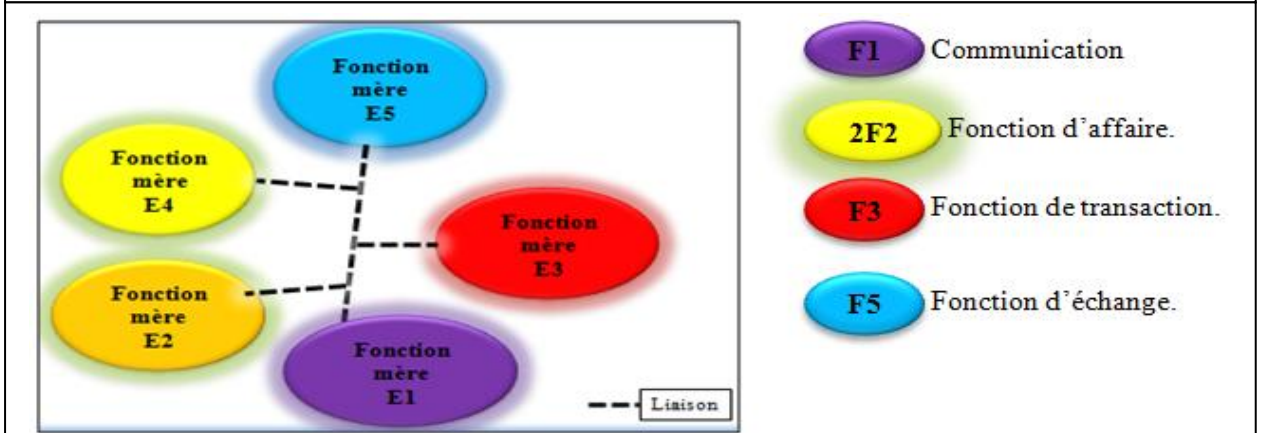 Fonction
mère
E5
Fonction
mère
E4
Fonction
mère
E3
Fonction
mère
E2
Fonction
mère
E1
Liaison
F1 Communication
2F2 Fonction d’affaire.
F3 Fonction de transaction.
F5 Fonction d’échange.